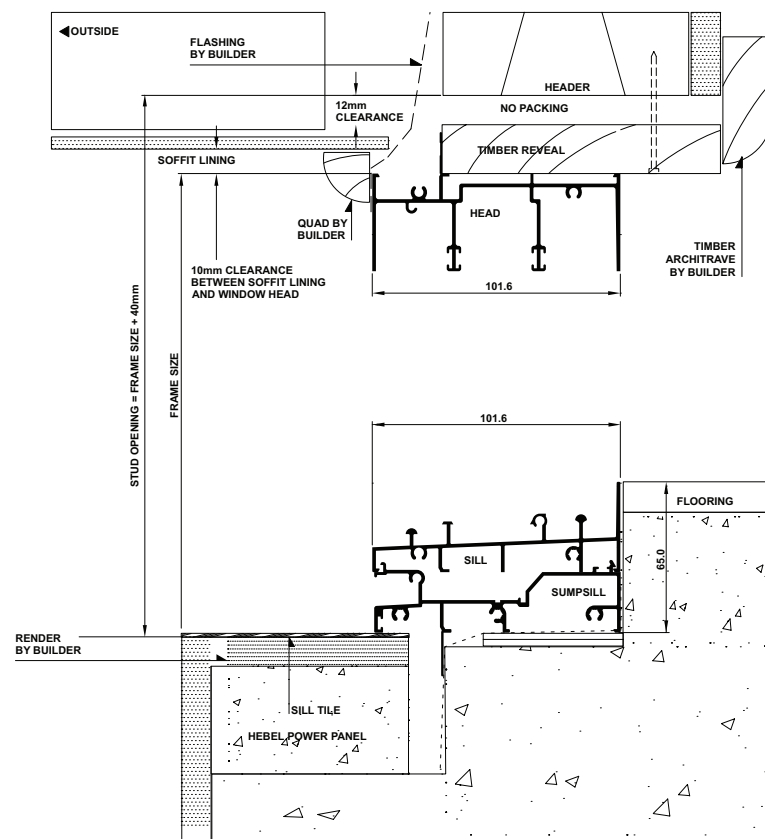 OUTSIDE
FLASHING
BY BUILDER
HEADER
12mm
CLEARANCE
NO PACKING
SOFFIT LINING
TIMBER REVEAL
QUAD BY
BUILDER
HEAD
TIMBER
ARCHITRAVE
BY BUILDER
10mm CLEARANCE
BETWEEN SOFFIT LINING
AND WINDOW HEAD
101.6
STUD OPENING = FRAME SIZE + 40mm
FRAME SIZE
101.6
FLOORING
SILL
65.0
SUMPSILL
RENDER
BY BUILDER
SILL TILE
HEBEL POWER PANEL